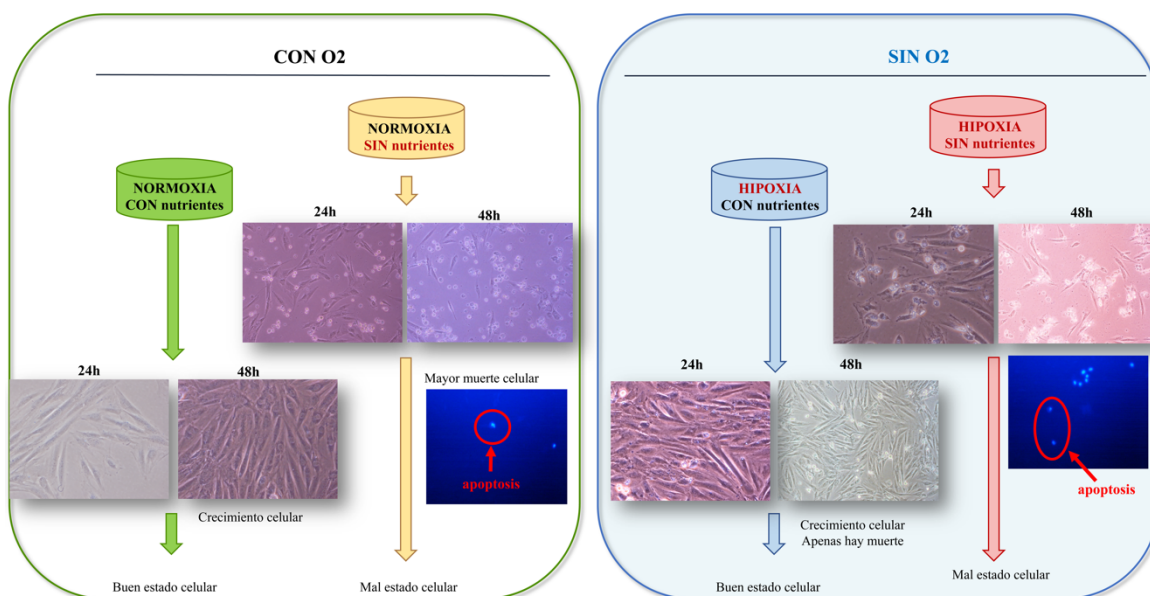 CON O2
NORMOXIA
SIN nutrientes
NORMOXIA
CON nutrientes
24h
48h
24h
48h
Mayor muerte celular
apoptosis
Crecimiento celular
Buen estado celular
Mal estado celular
SIN O2
HIPOXIA
SIN nutrientes
HIPOXIA
CON nutrientes
24h
48h
24h
48h
apoptosis
Crecimiento celular
Apenas hay muerte
Buen estado celular
Mal estado celular